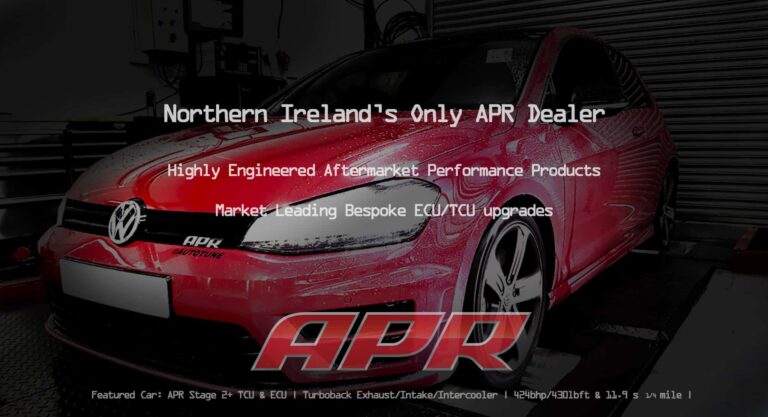 Northern Ireland's Only APR Dealer
Highly Engineered Aftermarket Performance Products
Market Leading Bespoke ECU/TCU upgrades
APR
#AUTOTUNE
APR
Featured Car: APR Stage 2+ TCU & ECU | Turboback Exhaust/Intake/Intercooler | 424bhp/430lbft & 11.9 s 1/4 mile |